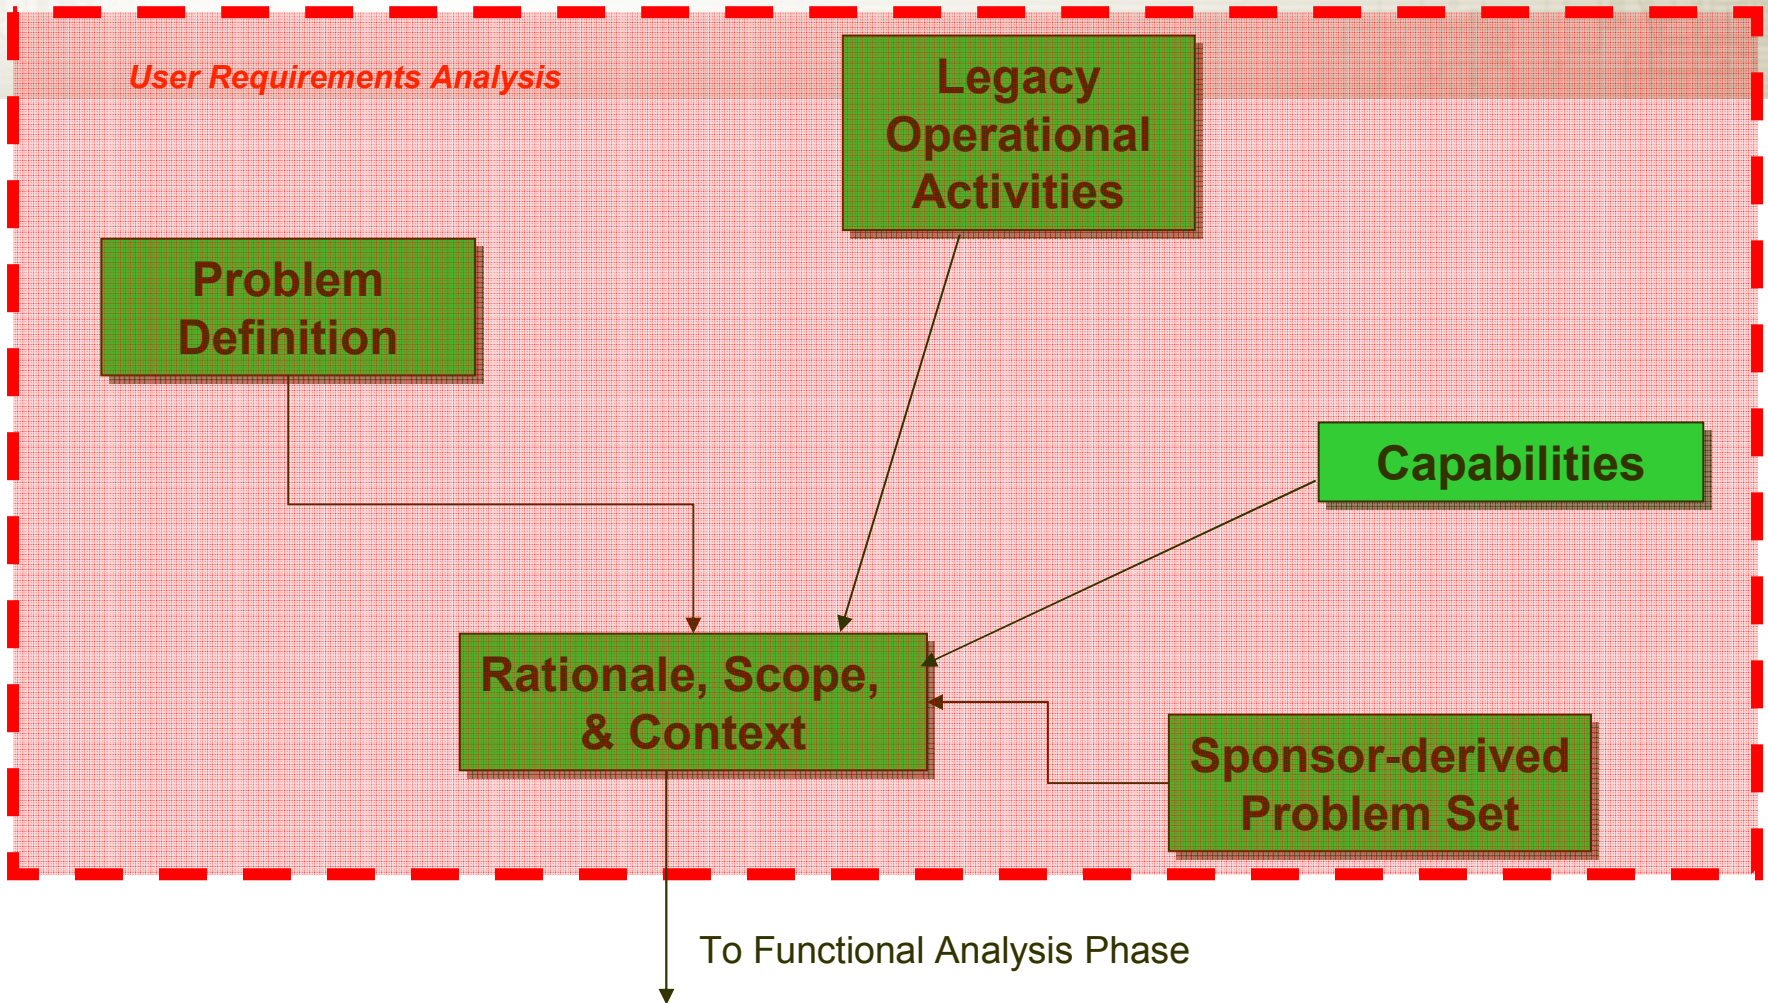 User Requirements Analysis
Legacy
Operational
Activities
Problem
Definition
Capabilities
Rationale, Scope,
& Context
Sponsor-derived
Problem Set
To Functional Analysis Phase